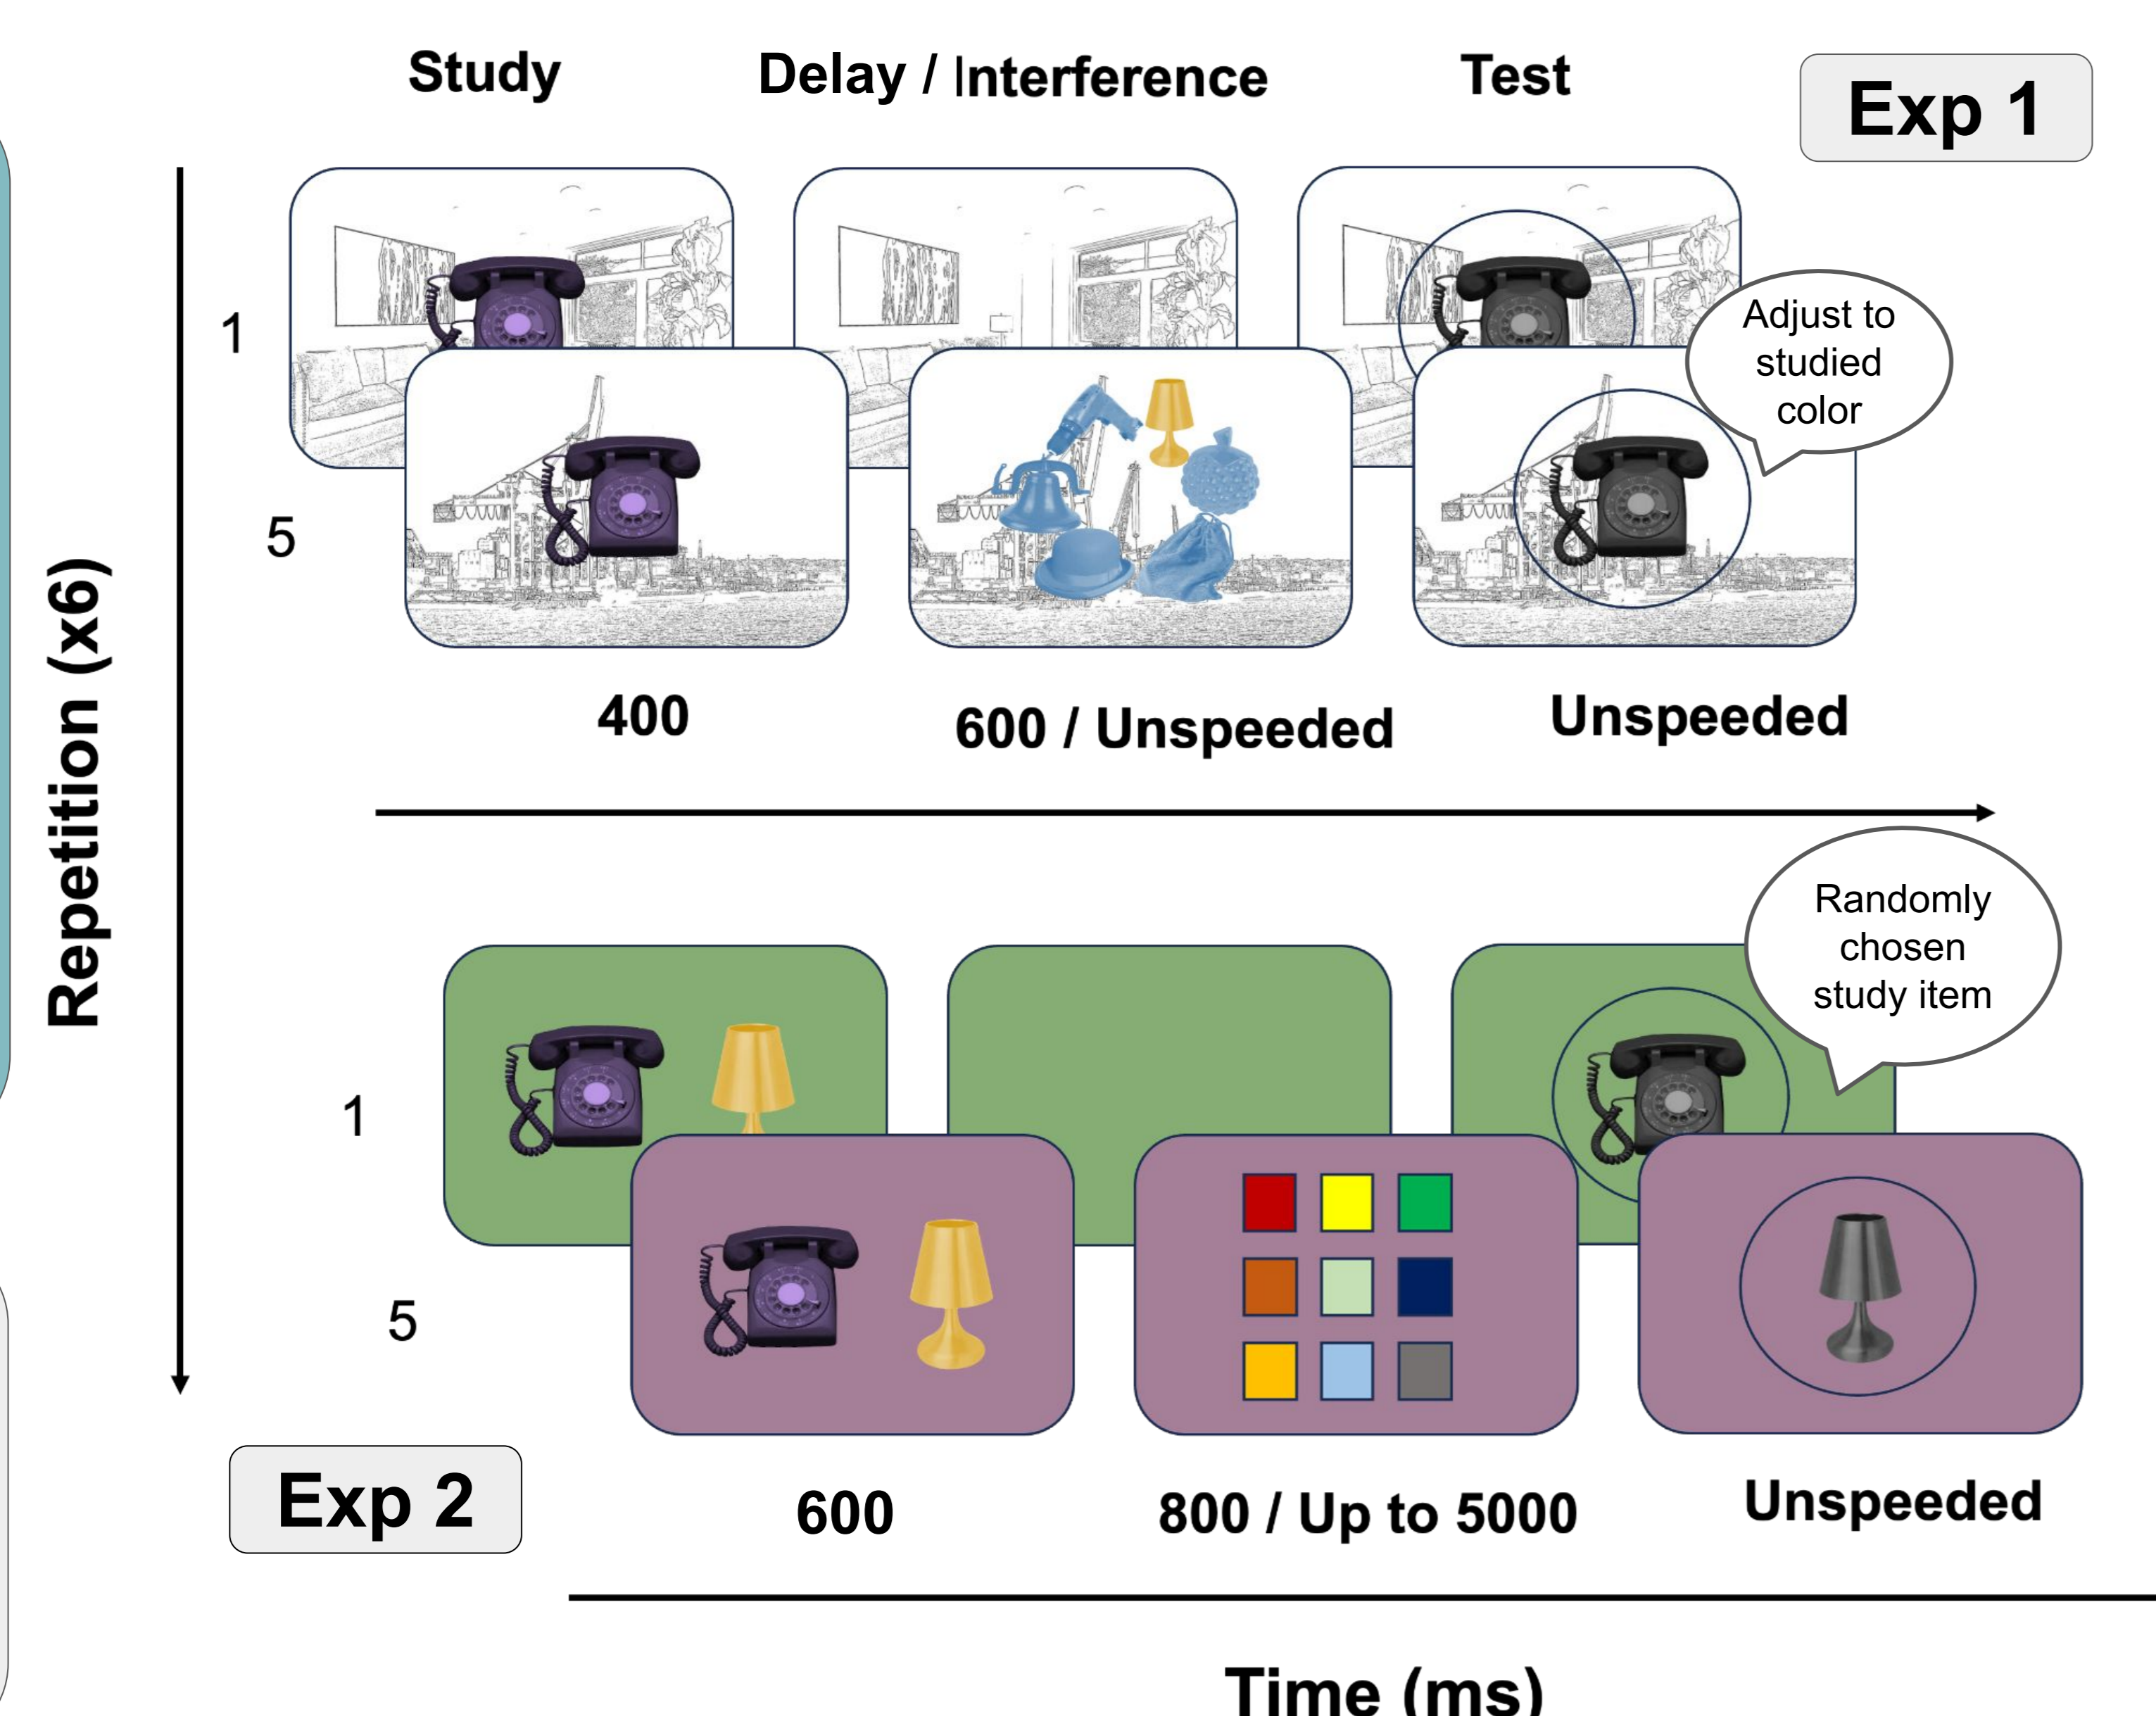 Study
Delay / Interference
Test
Exp 1
Repetition (x6)
1
5
Adjust to
studied
color
400
600 / Unspeeded
Unspeeded
Randomly
chosen
study item
1
5
Exp 2
600
800 / Up to 5000
Unspeeded
Time (ms)